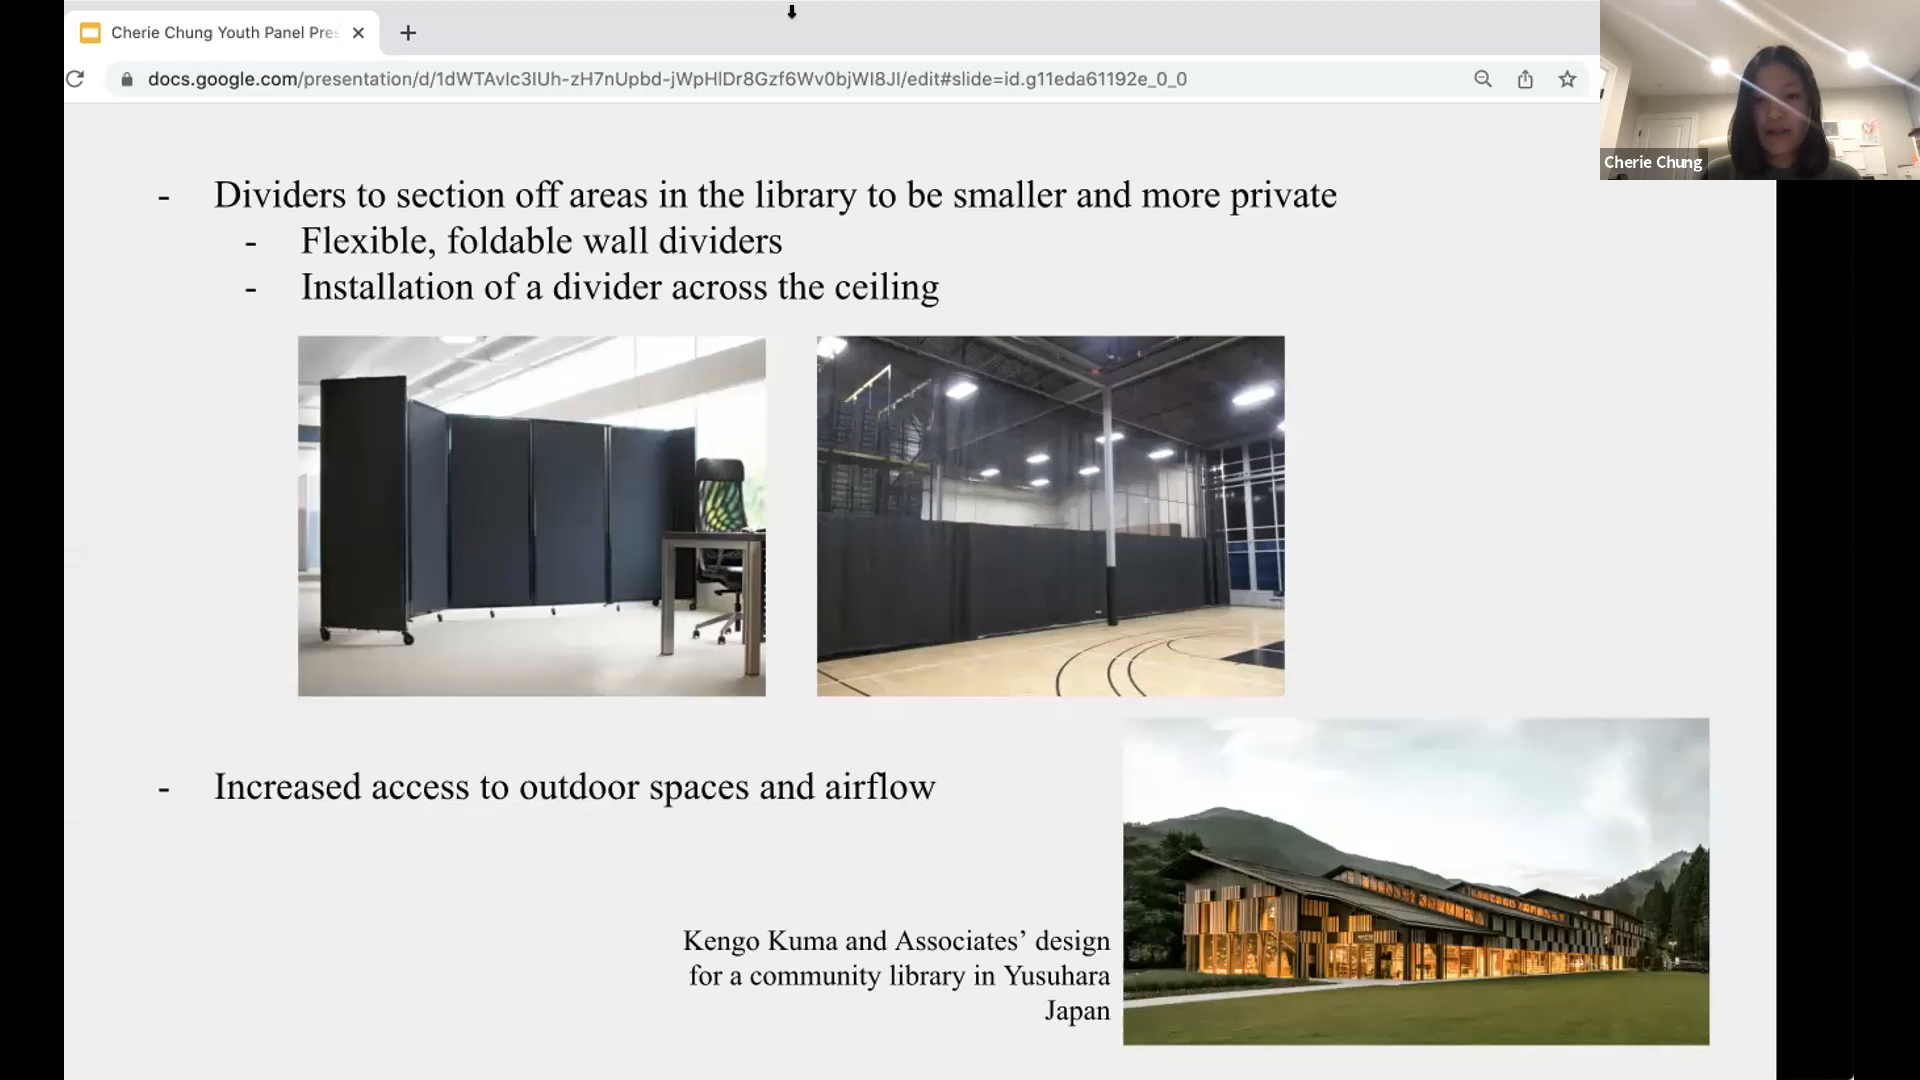 Cherie Chung Youth Panel Pres
docs.google.com/presentation/d/1dWTAvIc3IUh-zH7nUpbd-jWpHlDr8Gzf6Wv0bjWI8JI/edit#slide=id.g11eda61192e_0_0
Cherie Chung
- Dividers to section off areas in the library to be smaller and more private
- Flexible, foldable wall dividers
- Installation of a divider across the ceiling
- Increased access to outdoor spaces and airflow
Kengo Kuma and Associates’ design
for a community library in Yusuhara
Japan